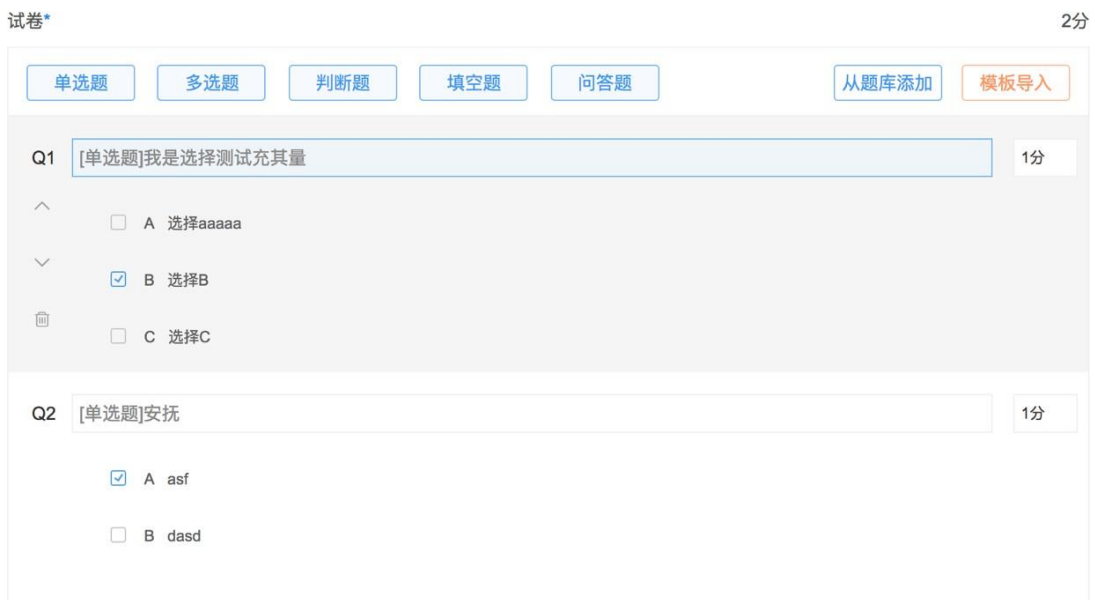 试卷* 2分
单选题 多选题 判断题 填空题 问答题 从题库添加 模板导入
Q1 [单选题]我是选择测试充其量 1分
A 选择aaaaa
B 选择B
C 选择C
Q2 [单选题]安抚 1分
A asf
B dasd